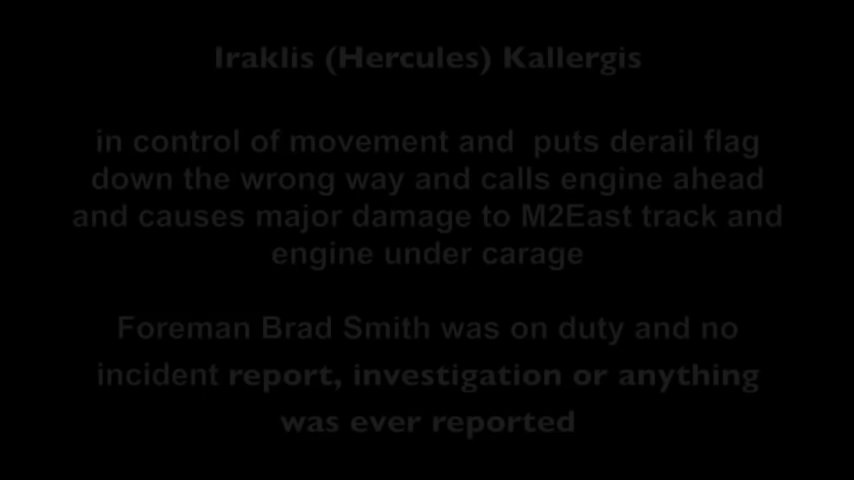 Iraklis (Hercules) Kallergis
in control of movement and  puts derail flag
down the wrong way and calls engine ahead
and causes major damage to M2East track and
engine under carage
Foreman Brad Smith was on duty and no
incident report, investigation or anything
was ever reported